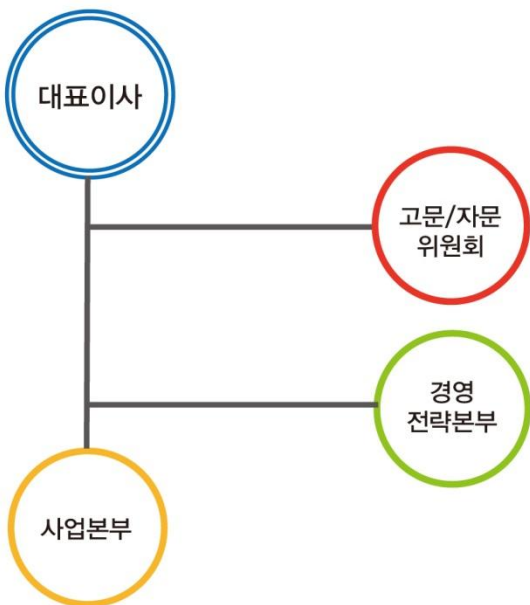 대표이사
고문/자문
위원회
경영
전략본부
사업본부